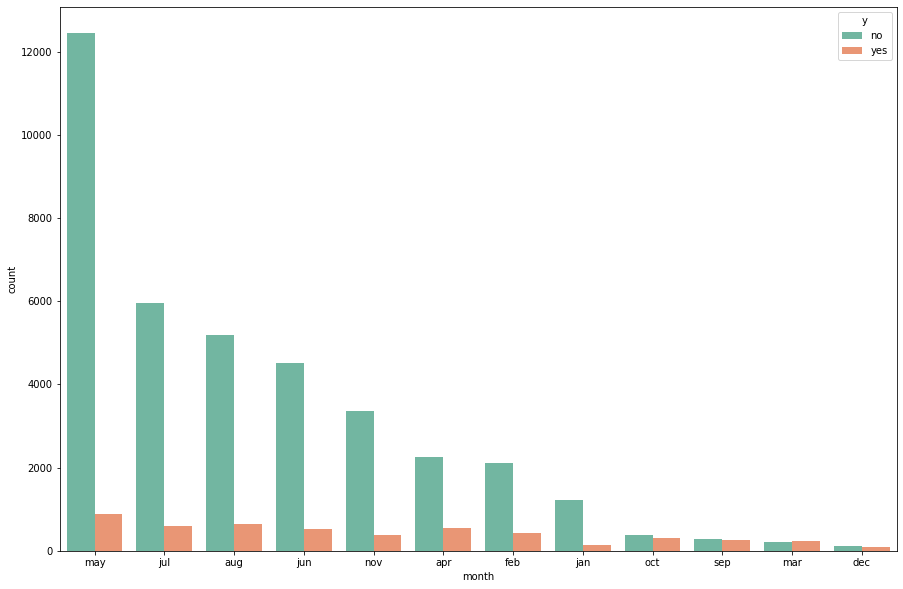 y
no
yes
12000
10000
8000
6000
4000
2000
0
count
may jul aug jun nov apr feb jan oct sep mar dec
month